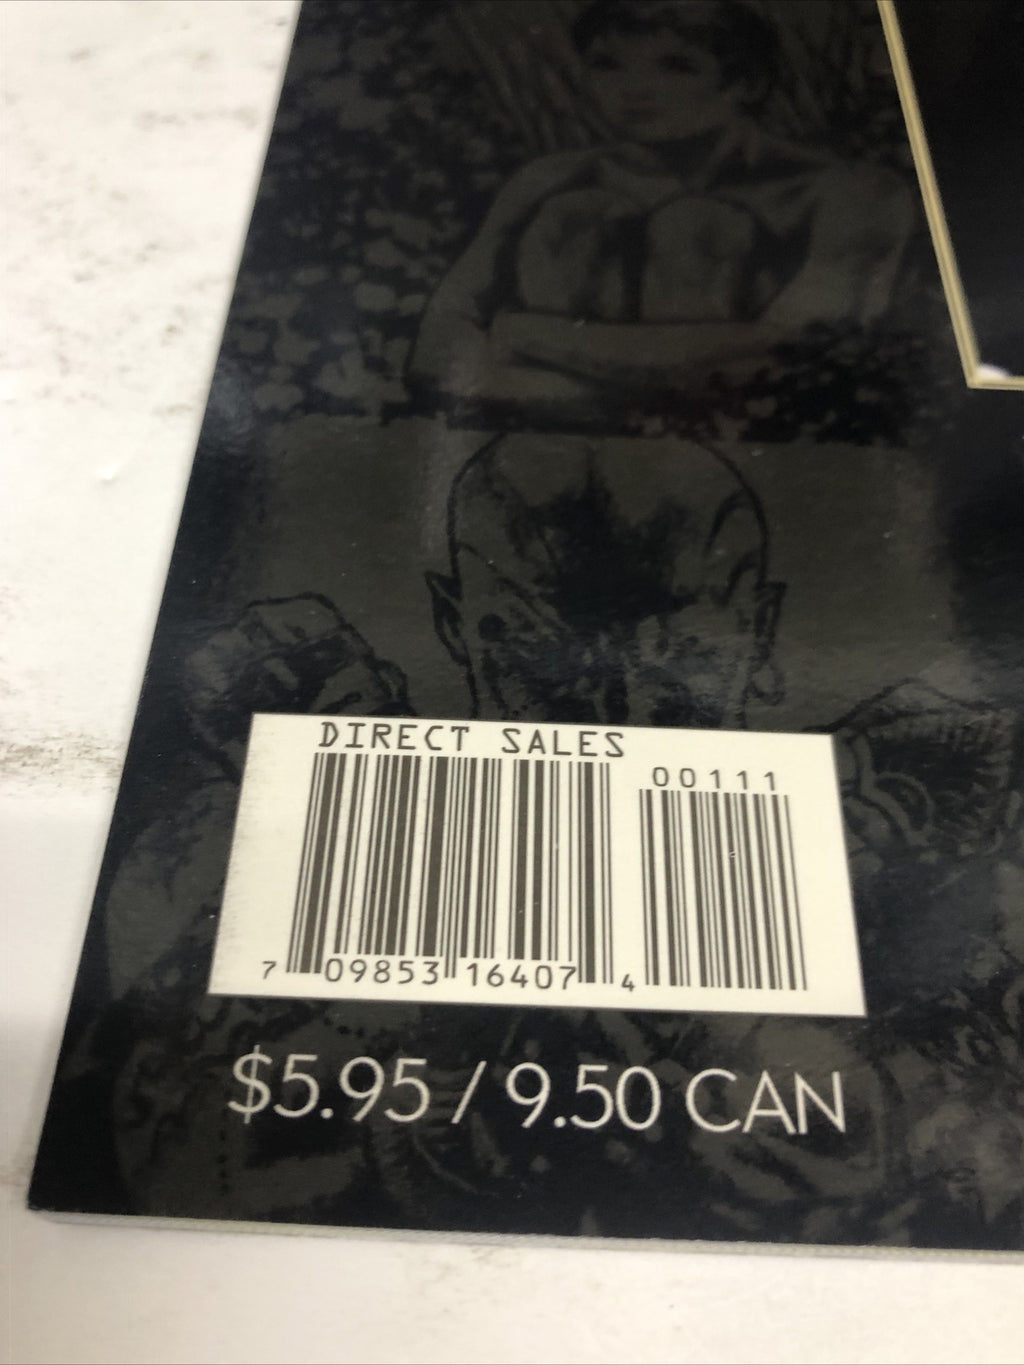 DIRECT SALES
00111
7 09853 16407 4
$5.95 / 9.50 CAN